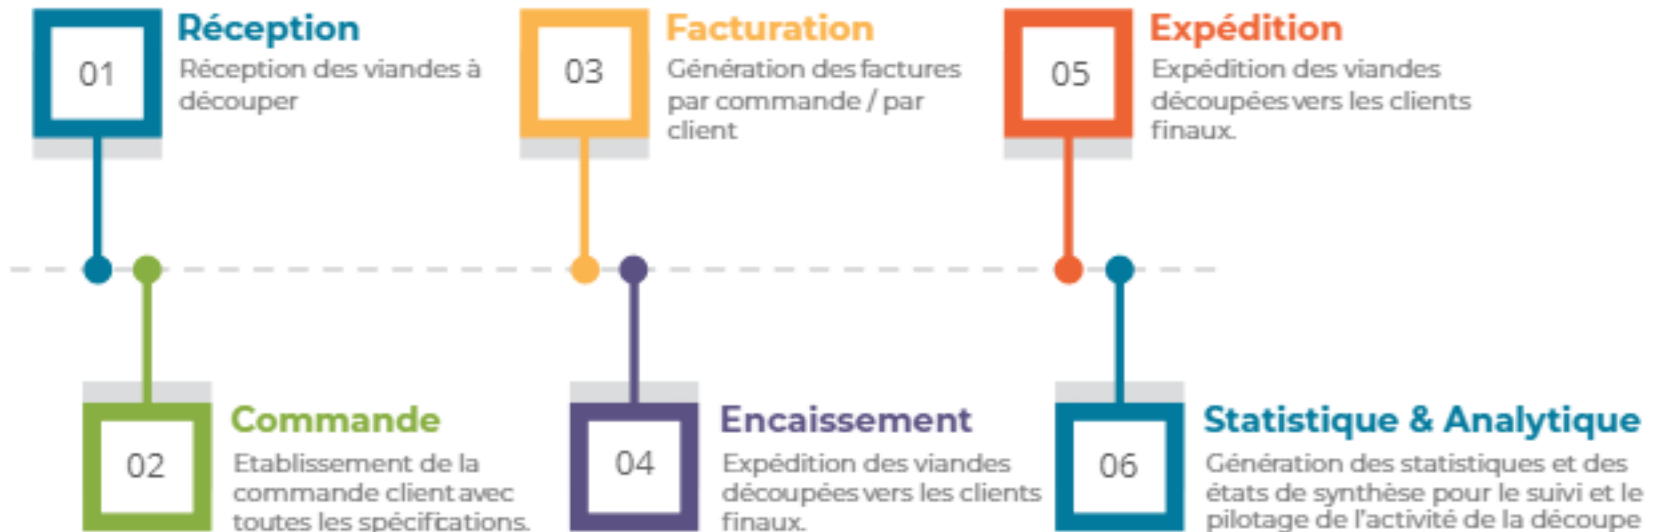 01
Réception
Réception des viandes à
découper
03
Facturation
Génération des factures
par commande / par
client
05
Expédition
Expédition des viandes
découpées vers les clients
finaux.
02
Commande
Etablissement de la
commande client avec
toutes les spécifications.
04
Encaissement
Expédition des viandes
découpées vers les clients
finaux.
06
Statistique & Analytique
Génération des statistiques et des
états de synthèse pour le suivi et le
pilotage de l'activité de la découpe